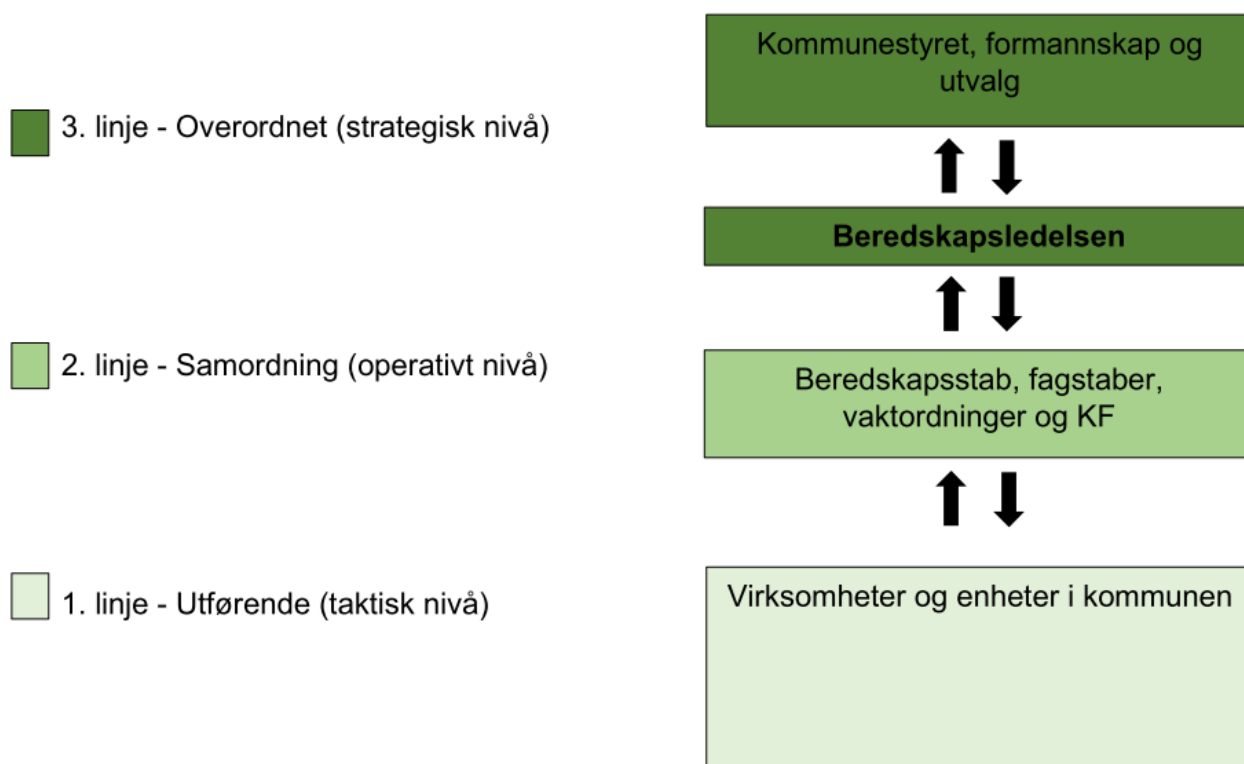 Kommunestyret, formannskap og
utvalg
3. linje - Overordnet (strategisk nivå)
Beredskapsledelsen
2. linje - Samordning (operativt nivå)
Beredskapsstab, fagstaber,
vaktordninger og KF
1. linje - Utførende (taktisk nivå)
Virksomheter og enheter i kommunen